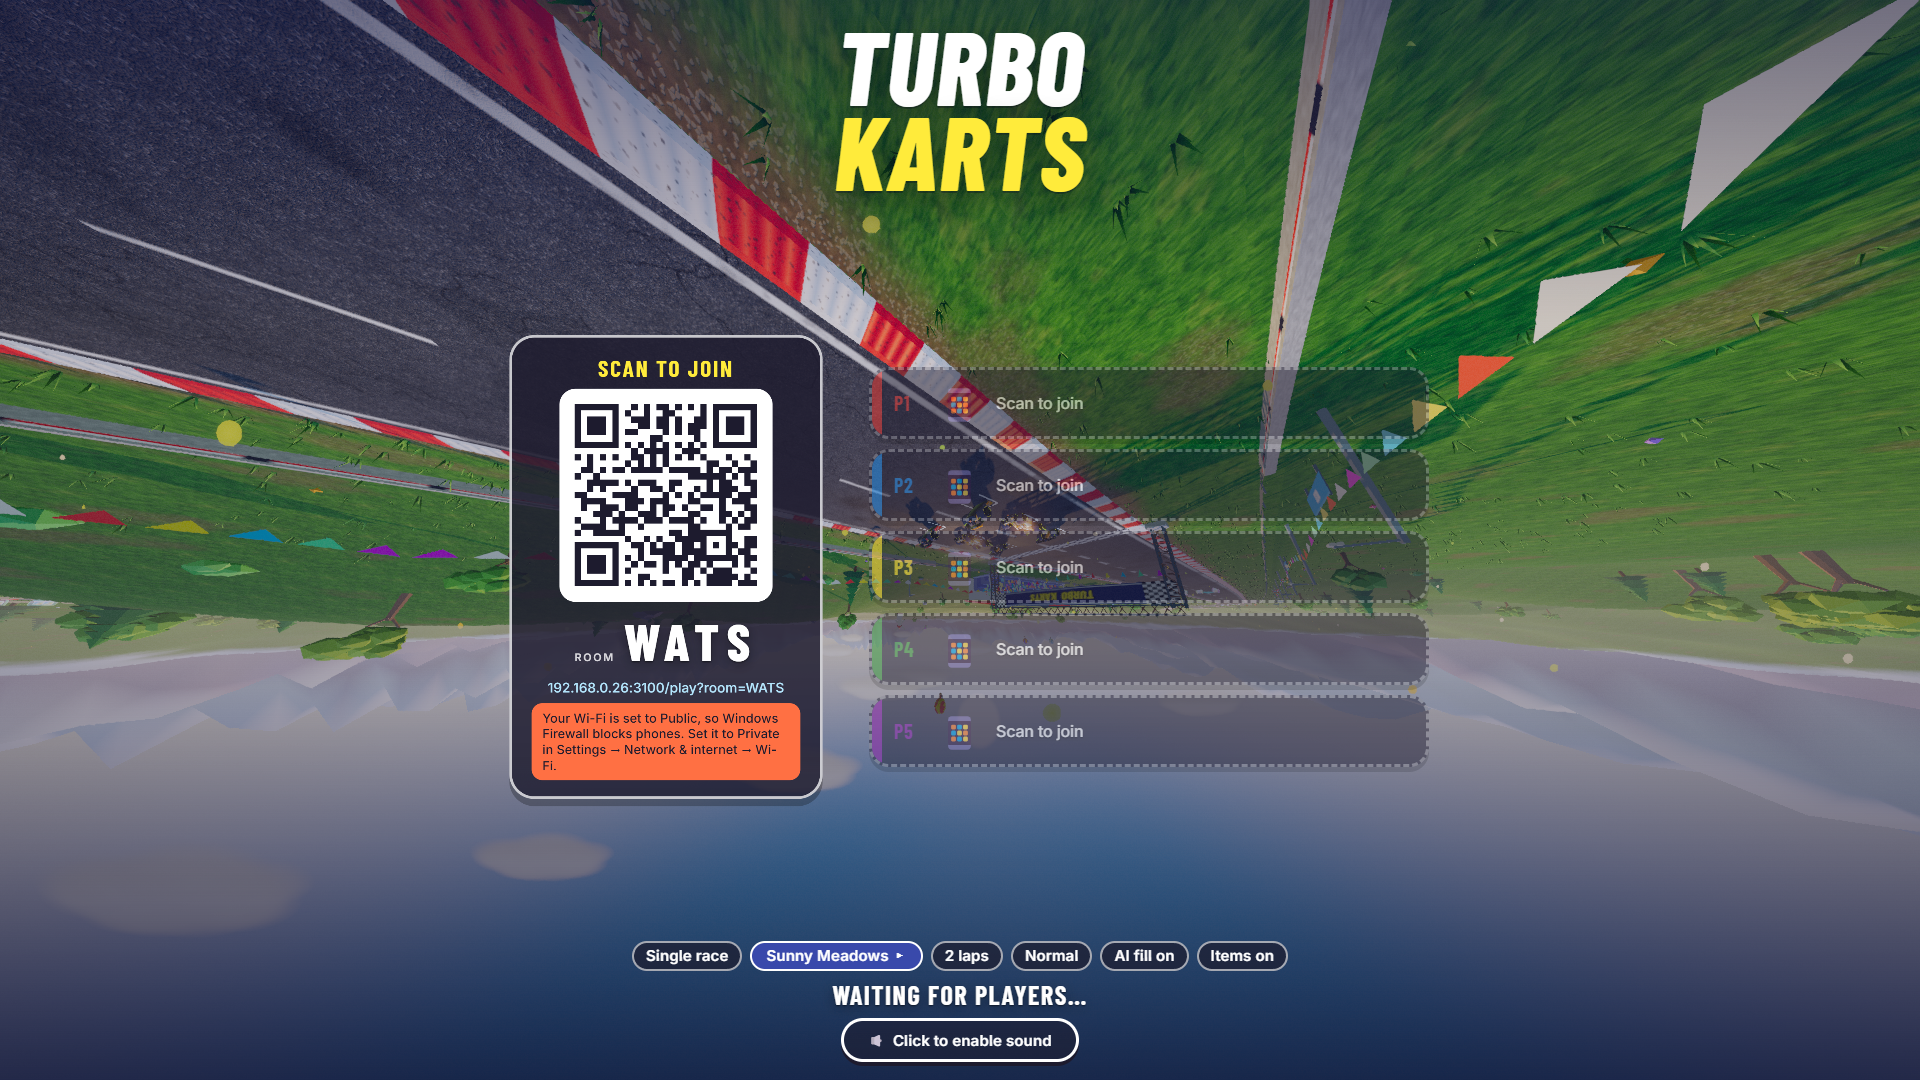 TURBO
KARTS
SCAN TO JOIN
ROOM WATS
192.168.0.26:3100/play?room=WATS
Your Wi-Fi is set to Public, so Windows
Firewall blocks phones. Set it to Private
in Settings → Network & internet → Wi-
Fi.
P1 Scan to join
P2 Scan to join
P3 Scan to join
TURBO KARTS
P4 Scan to join
P5 Scan to join
Single race
Sunny Meadows ▸
2 laps
Normal
AI fill on
Items on
WAITING FOR PLAYERS...
Click to enable sound